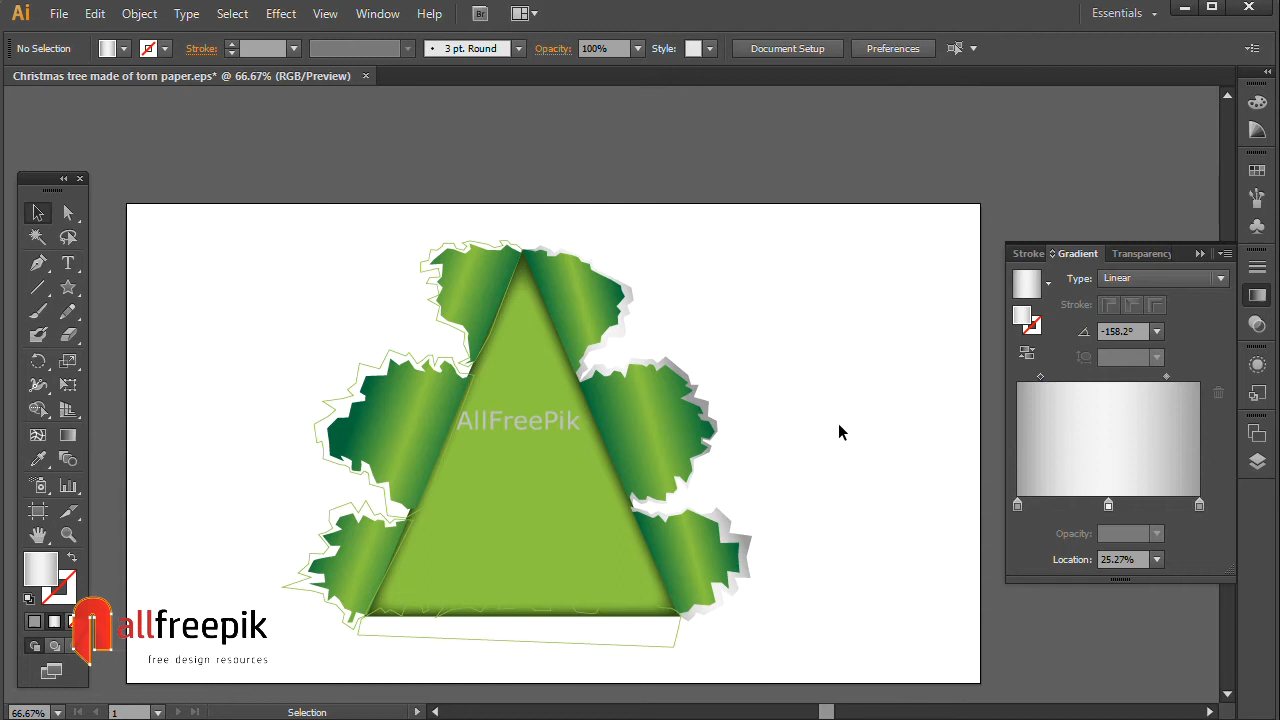 Ai File Edit Object Type Select Effect View Window Help Br Essentials
No Selection Stroke: 3 pt. Round Opacity: 100% Style: Document Setup Preferences
Christmas tree made of torn paper.eps* @ 66.67% (RGB/Preview)
Stroke Gradient Transparency
Type: Linear
Stroke:
-158.2°
AllFreePik
Opacity:
Location: 25.27%
allfreepik
free design resources
66.67% 1 Selection